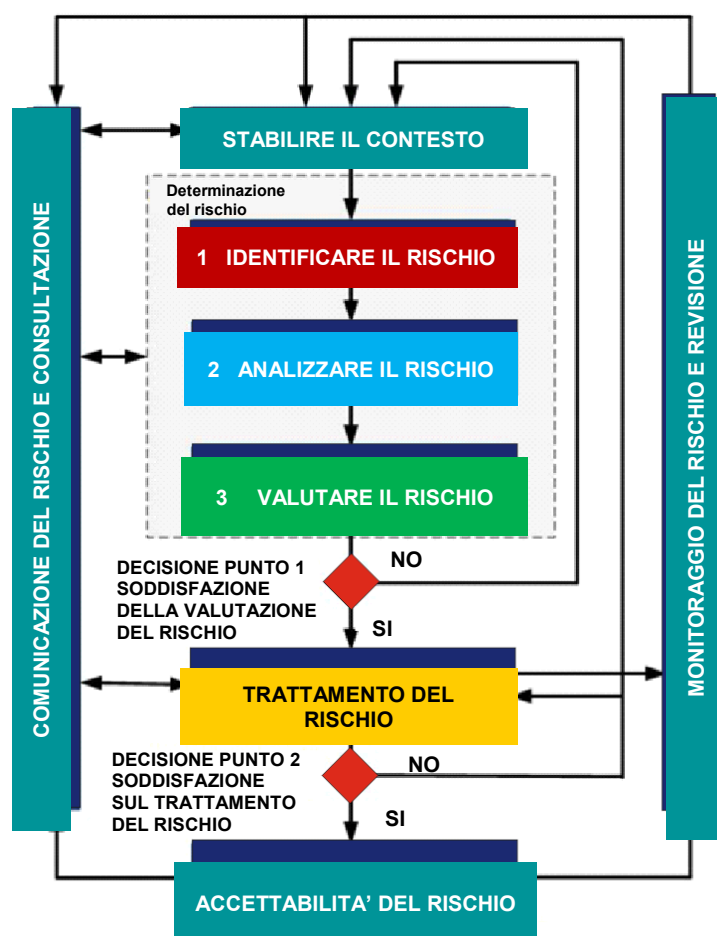 STABILIRE IL CONTESTO
Determinazione
del rischio
1 IDENTIFICARE IL RISCHIO
2 ANALIZZARE IL RISCHIO
3 VALUTARE IL RISCHIO
NO
DECISIONE PUNTO 1
SODDISFAZIONE
DELLA VALUTAZIONE
DEL RISCHIO
SI
TRATTAMENTO DEL
RISCHIO
DECISIONE PUNTO 2
SODDISFAZIONE
SUL TRATTAMENTO
DEL RISCHIO
NO
SI
ACCETTABILITA' DEL RISCHIO
COMUNICAZIONE DEL RISCHIO E CONSULTAZIONE
MONITORAGGIO DEL RISCHIO E REVISIONE